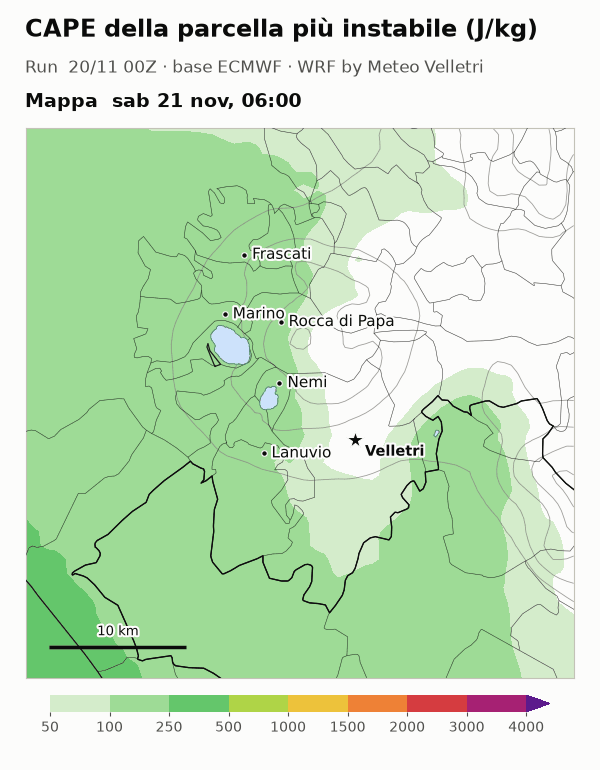 CAPE della parcella più instabile (J/kg)
Run  20/11 00Z · base ECMWF · WRF by Meteo Velletri
Mappa  sab 21 nov, 06:00
Frascati
Marino
Rocca di Papa
Nemi
Velletri
Lanuvio
10 km
50 100 250 500 1000 1500 2000 3000 4000